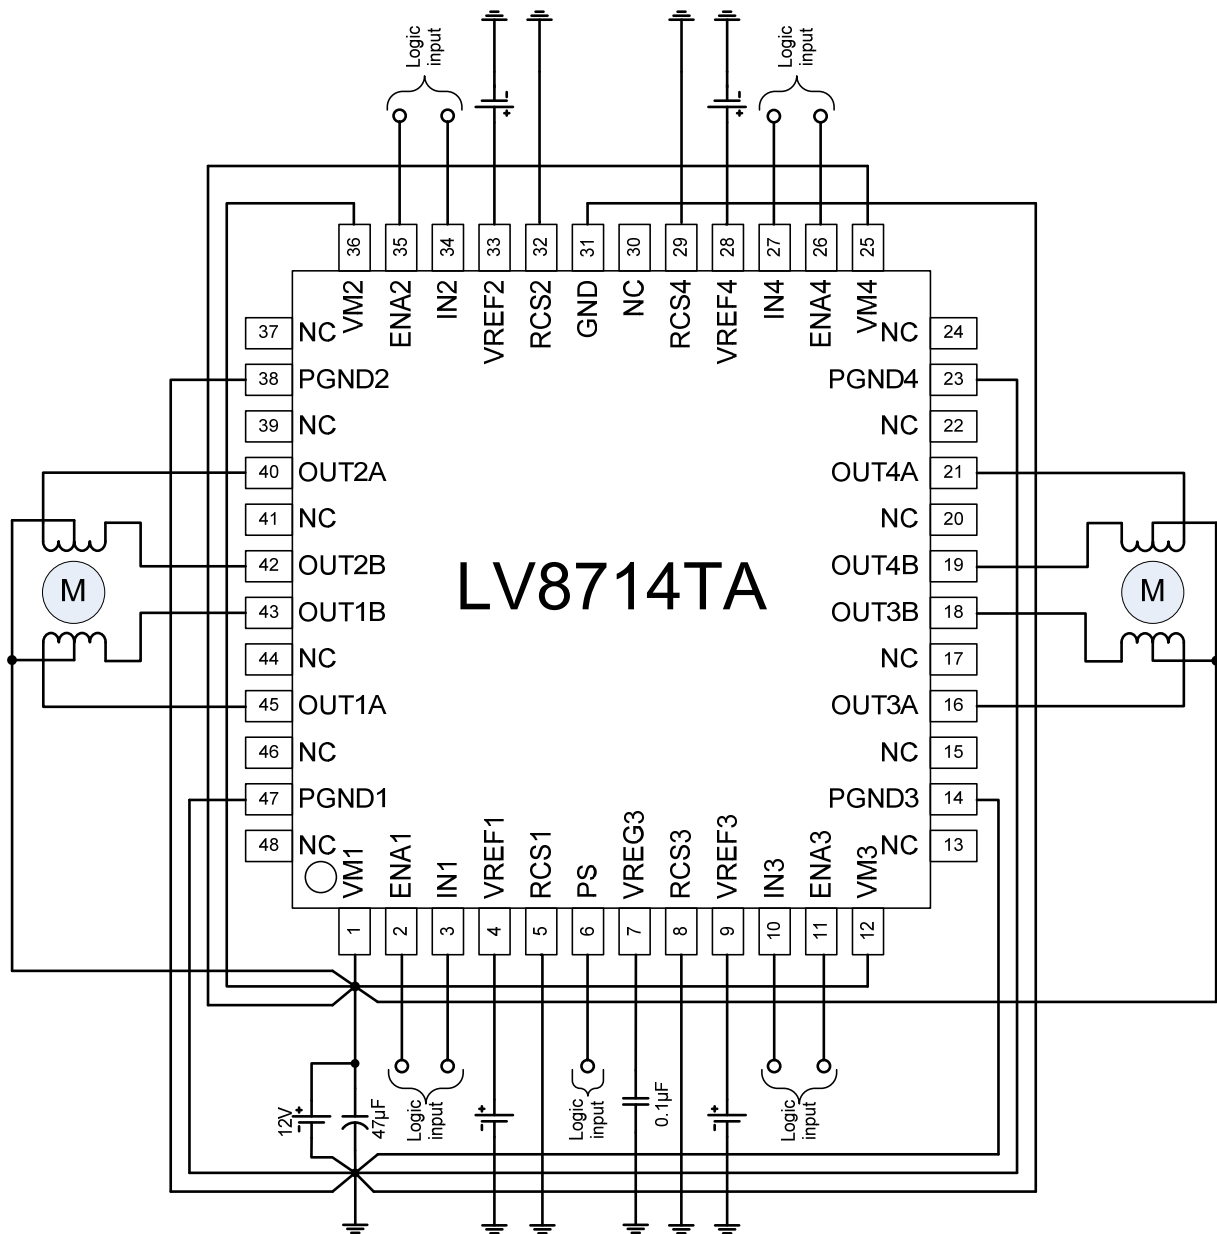 Logic
input
Logic
input
-
+
-
+
36
35
34
33
32
31
30
29
28
27
26
25
VM2
ENA2
IN2
VREF2
RCS2
GND
NC
RCS4
VREF4
IN4
ENA4
VM4
37 NC
NC 24
38 PGND2
PGND4 23
39 NC
NC 22
40 OUT2A
OUT4A 21
41 NC
NC 20
42 OUT2B
OUT4B 19
M
LV8714TA
M
43 OUT1B
OUT3B 18
44 NC
NC 17
45 OUT1A
OUT3A 16
46 NC
NC 15
47 PGND1
PGND3 14
48 NC
NC 13
VM1
ENA1
IN1
VREF1
RCS1
PS
VREG3
RCS3
VREF3
IN3
ENA3
VM3
1
2
3
4
5
6
7
8
9
10
11
12
12V
+
-
47µF
Logic
input
+
-
Logic
input
0.1µF
+
-
Logic
input